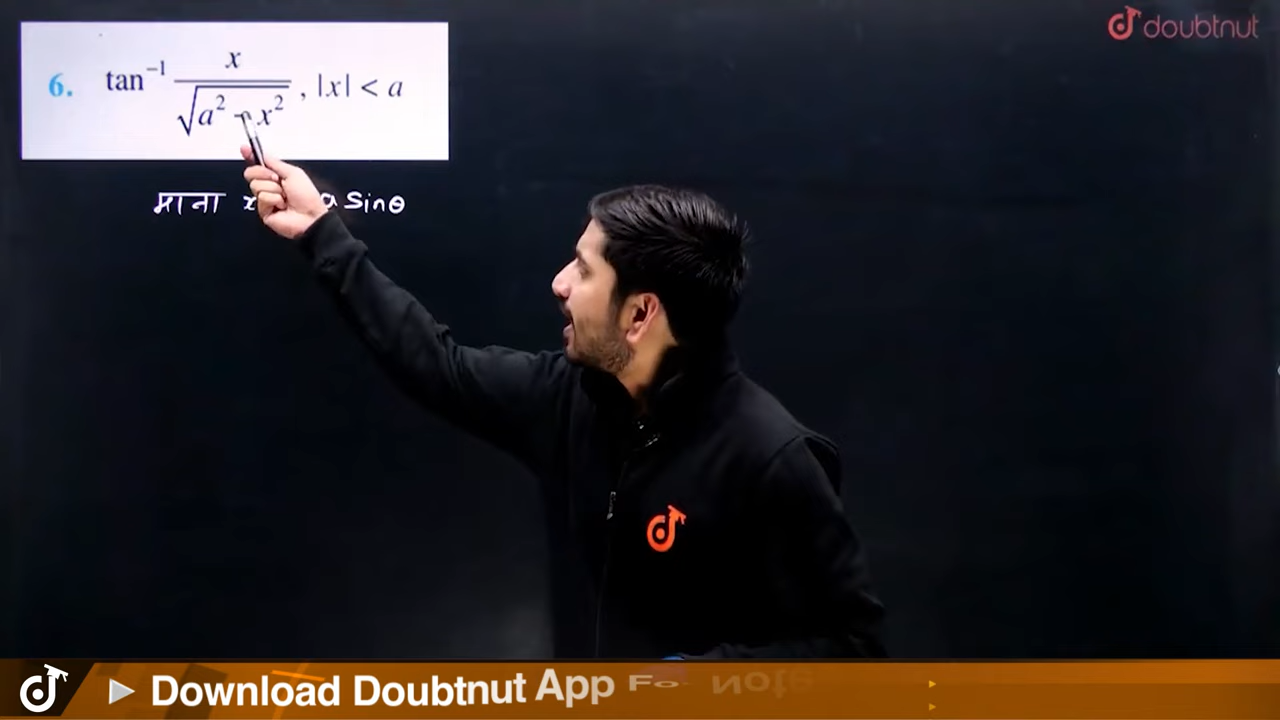 doubtnut
6. tan⁻¹ x/√(a² - x²), |x| < a
माना x a sinθ
Download Doubtnut App